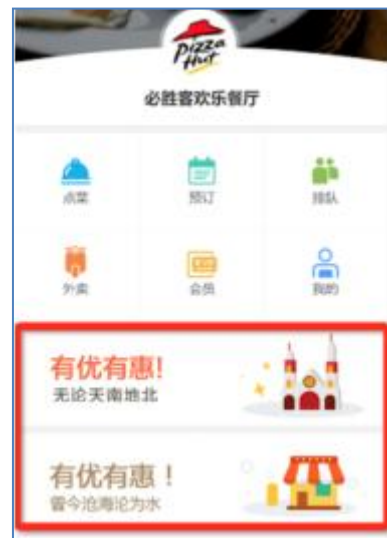 Pizza
Hut
必胜客欢乐餐厅
点菜
预订
排队
外卖
会员
我的
有优有惠!
无论天南地北
有优有惠！
曾今沧海论为水